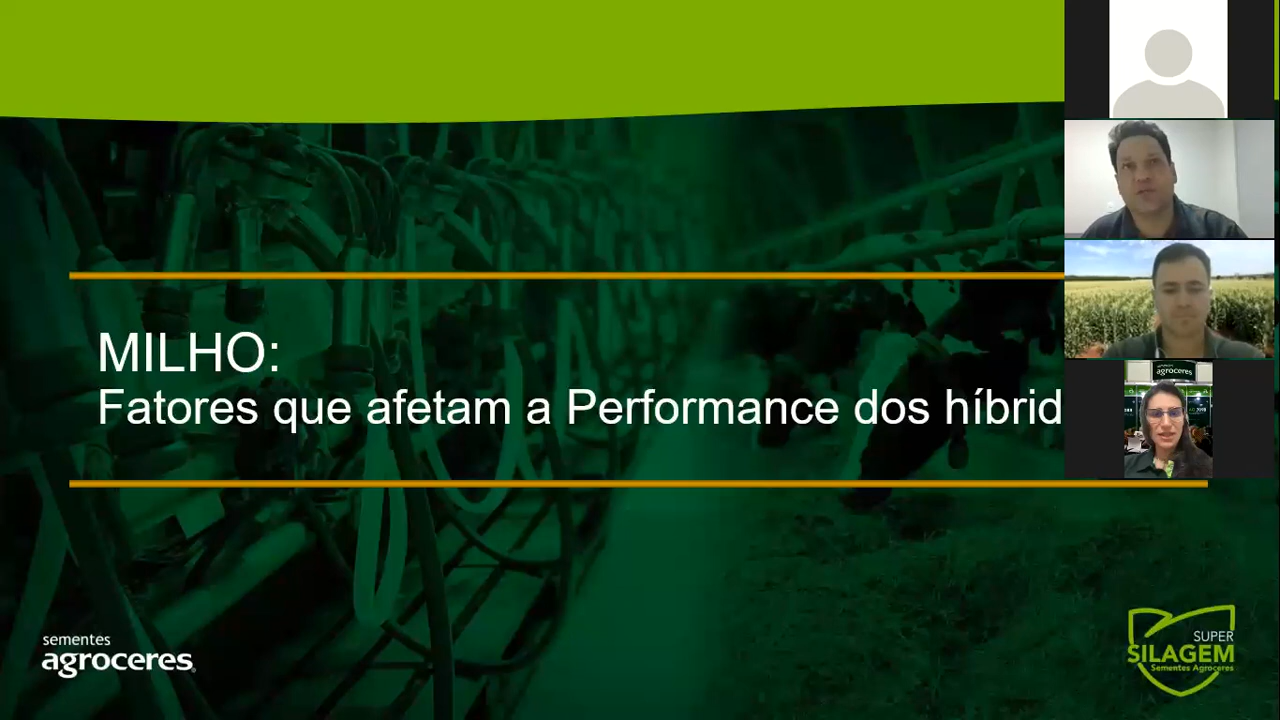 MILHO:
Fatores que afetam a Performance dos híbrid
sementes
agroceres
agroceres
SUPER
SILAGEM
Sementes Agroceres